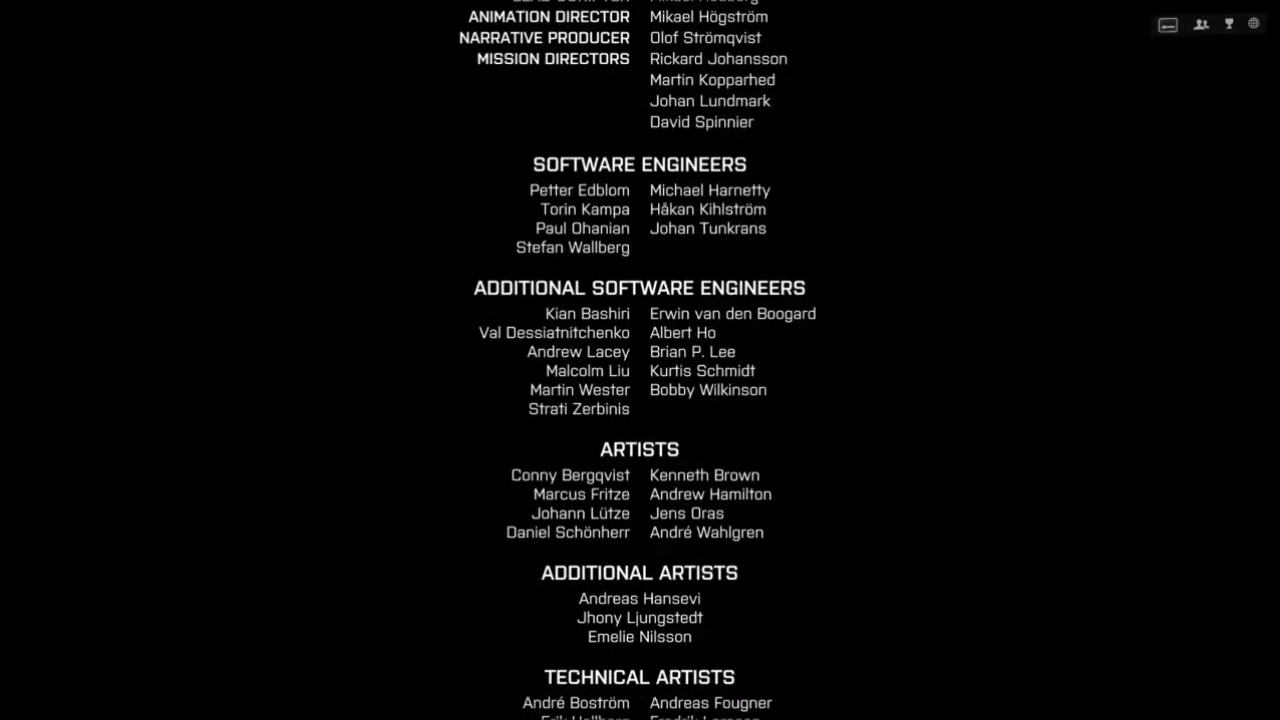 ANIMATION DIRECTOR Mikael Högström
NARRATIVE PRODUCER Olof Strömqvist
MISSION DIRECTORS Rickard Johansson
Martin Kopparhed
Johan Lundmark
David Spinnier
SOFTWARE ENGINEERS
Petter Edblom Michael Harnetty
Torin Kampa Håkan Kihlström
Paul Ohanian Johan Tunkrans
Stefan Wallberg
ADDITIONAL SOFTWARE ENGINEERS
Kian Bashiri Erwin van den Boogard
Val Dessiatnitchenko Albert Ho
Andrew Lacey Brian P. Lee
Malcolm Liu Kurtis Schmidt
Martin Wester Bobby Wilkinson
Strati Zerbinis
ARTISTS
Conny Bergqvist Kenneth Brown
Marcus Fritze Andrew Hamilton
Johann Lütze Jens Oras
Daniel Schönherr André Wahlgren
ADDITIONAL ARTISTS
Andreas Hansevi
Jhony Ljungstedt
Emelie Nilsson
TECHNICAL ARTISTS
André Boström Andreas Fougner